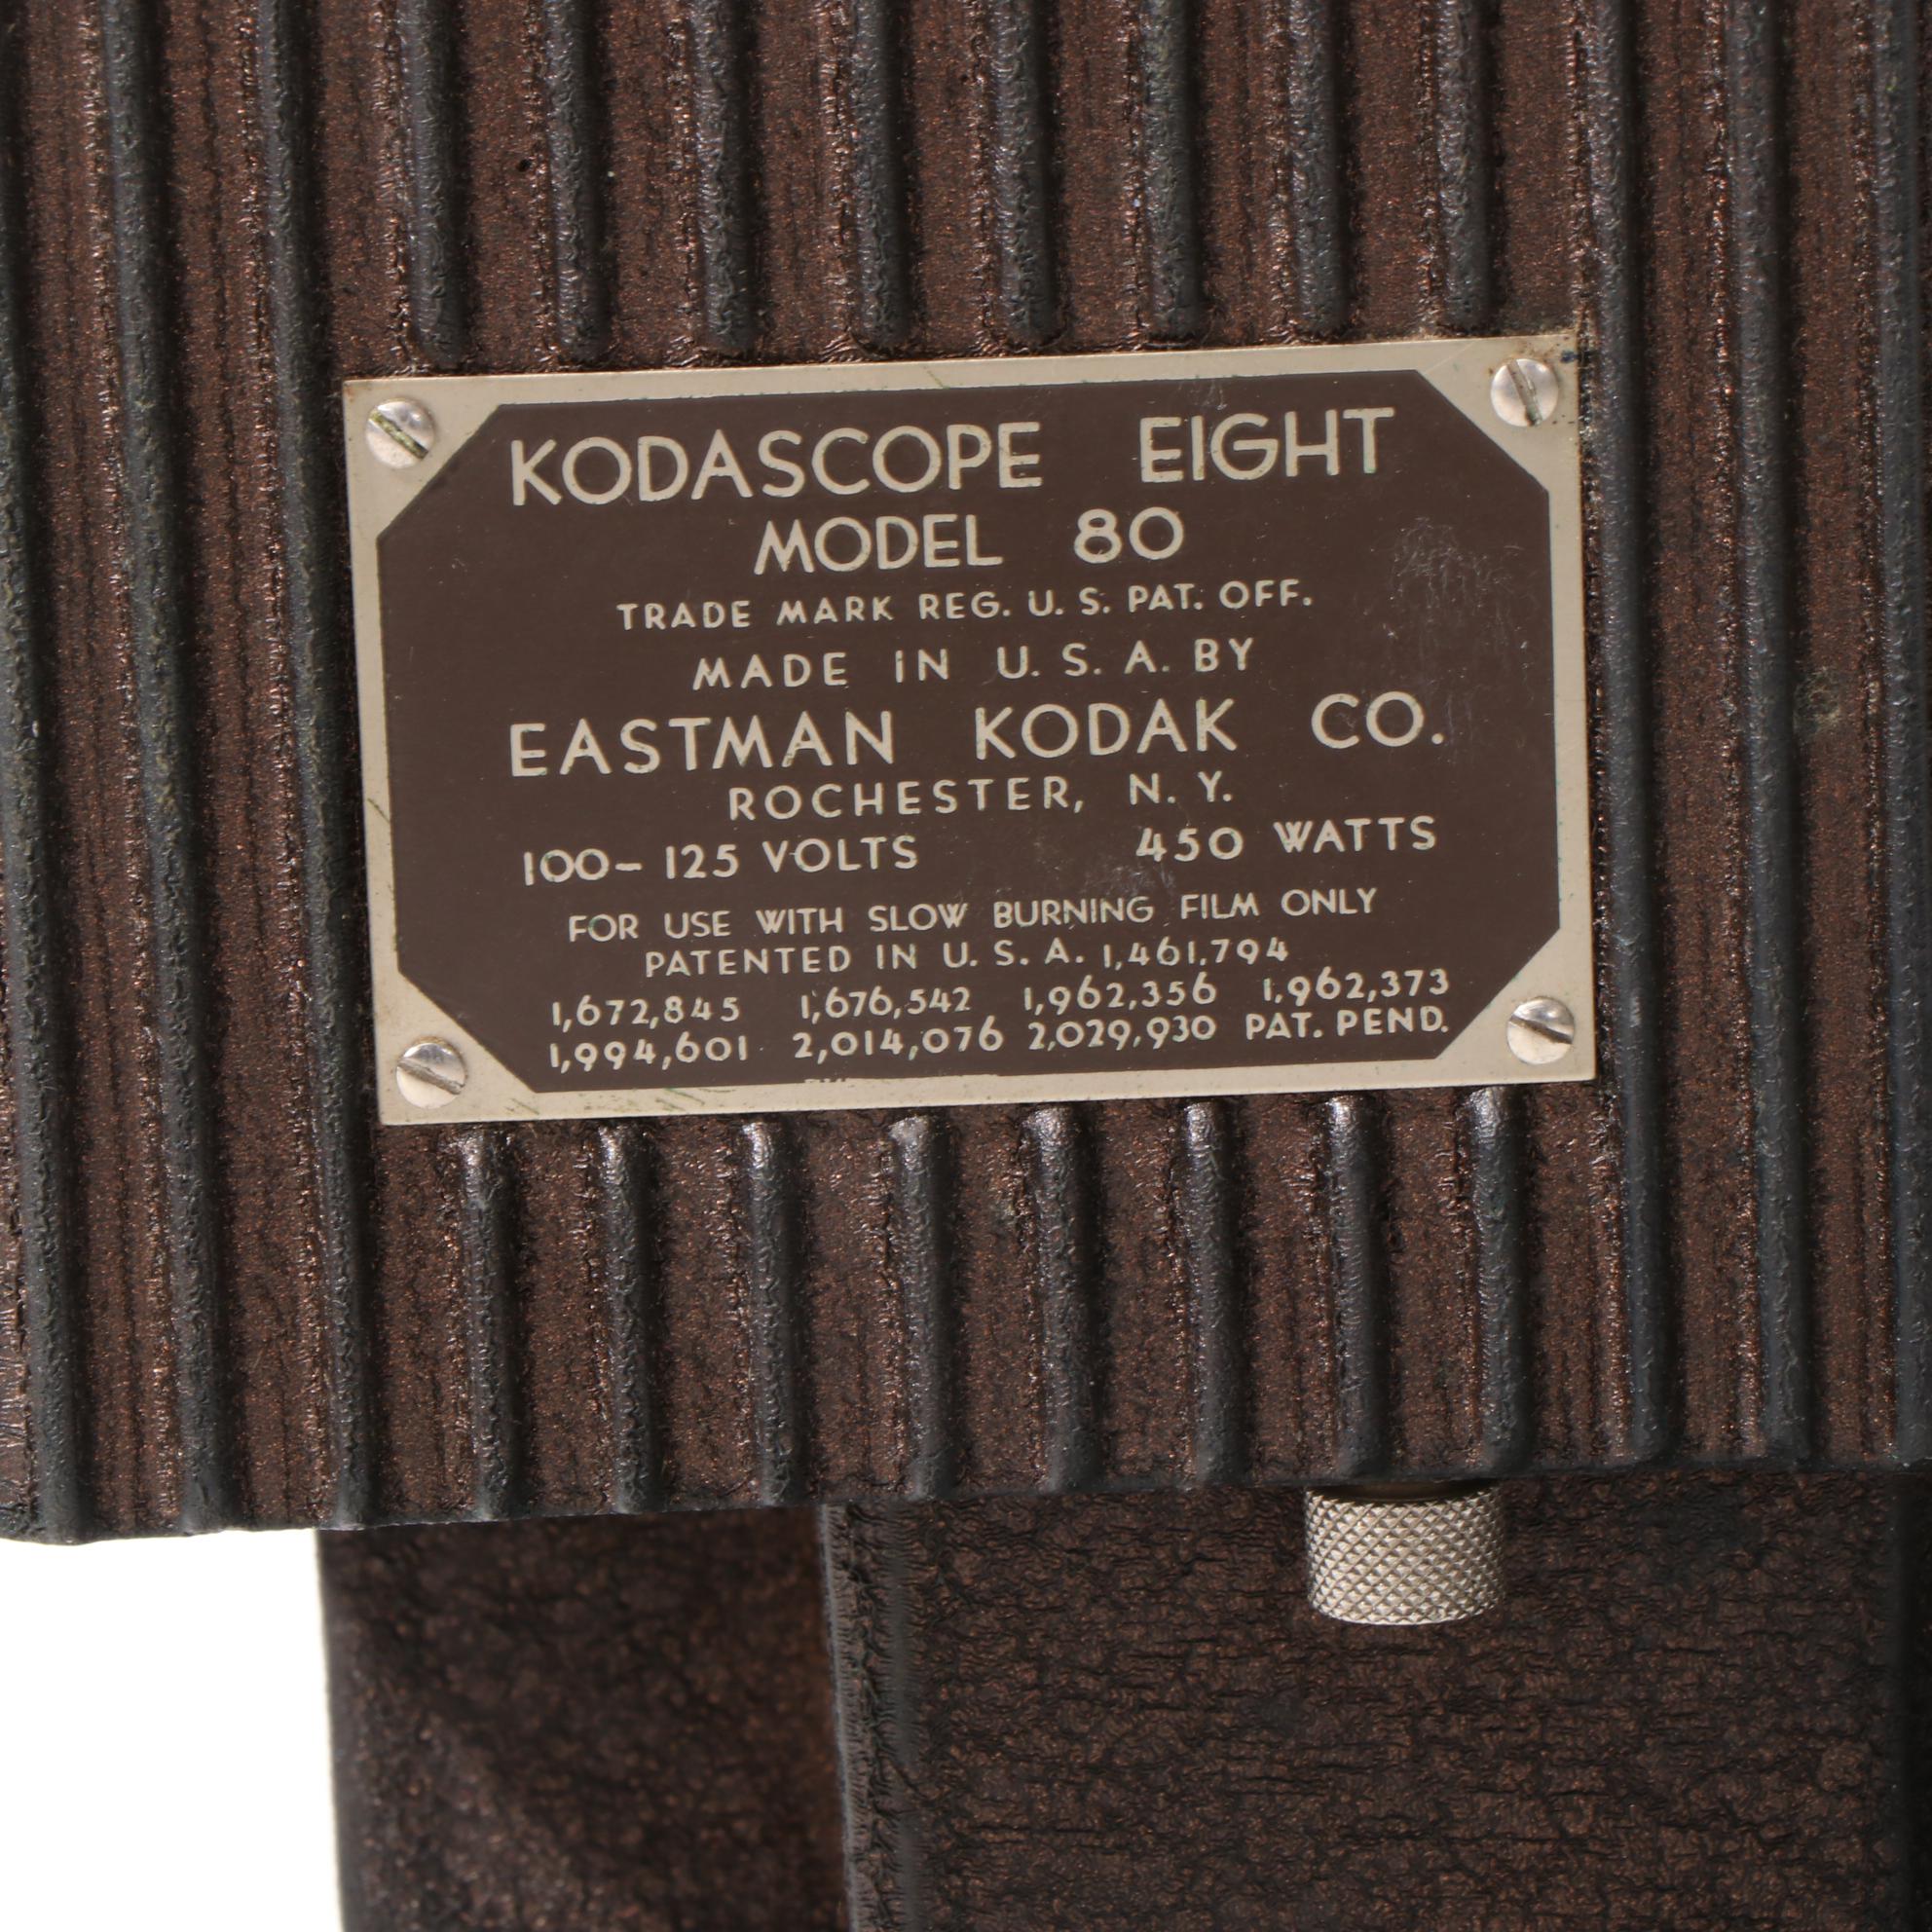 KODASCOPE EIGHT
MODEL 80
TRADE MARK REG. U. S. PAT. OFF.
MADE IN U. S. A. BY
EASTMAN KODAK CO.
ROCHESTER, N. Y.
100-125 VOLTS 450 WATTS
FOR USE WITH SLOW BURNING FILM ONLY
PATENTED IN U. S. A. 1,461,794
1,672,845 1,676,542 1,962,356 1,962,373
1,994,601 2,014,076 2,029,930 PAT. PEND.